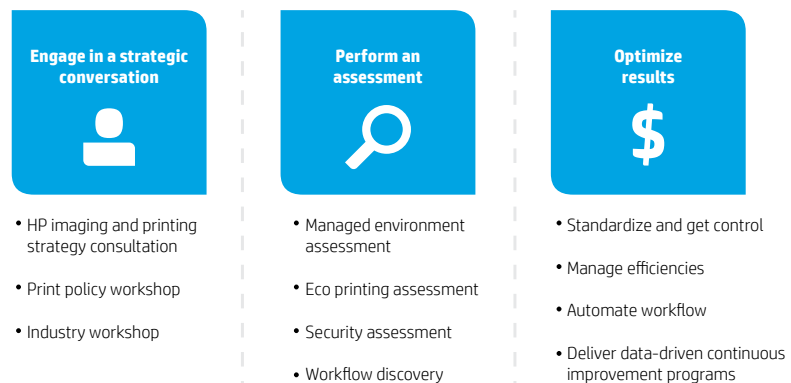 Engage in a strategic
conversation
• HP imaging and printing
strategy consultation
• Print policy workshop
• Industry workshop
Perform an
assessment
• Managed environment
assessment
• Eco printing assessment
• Security assessment
• Workflow discovery
Optimize
results
$
• Standardize and get control
• Manage efficiencies
• Automate workflow
• Deliver data-driven continuous
improvement programs